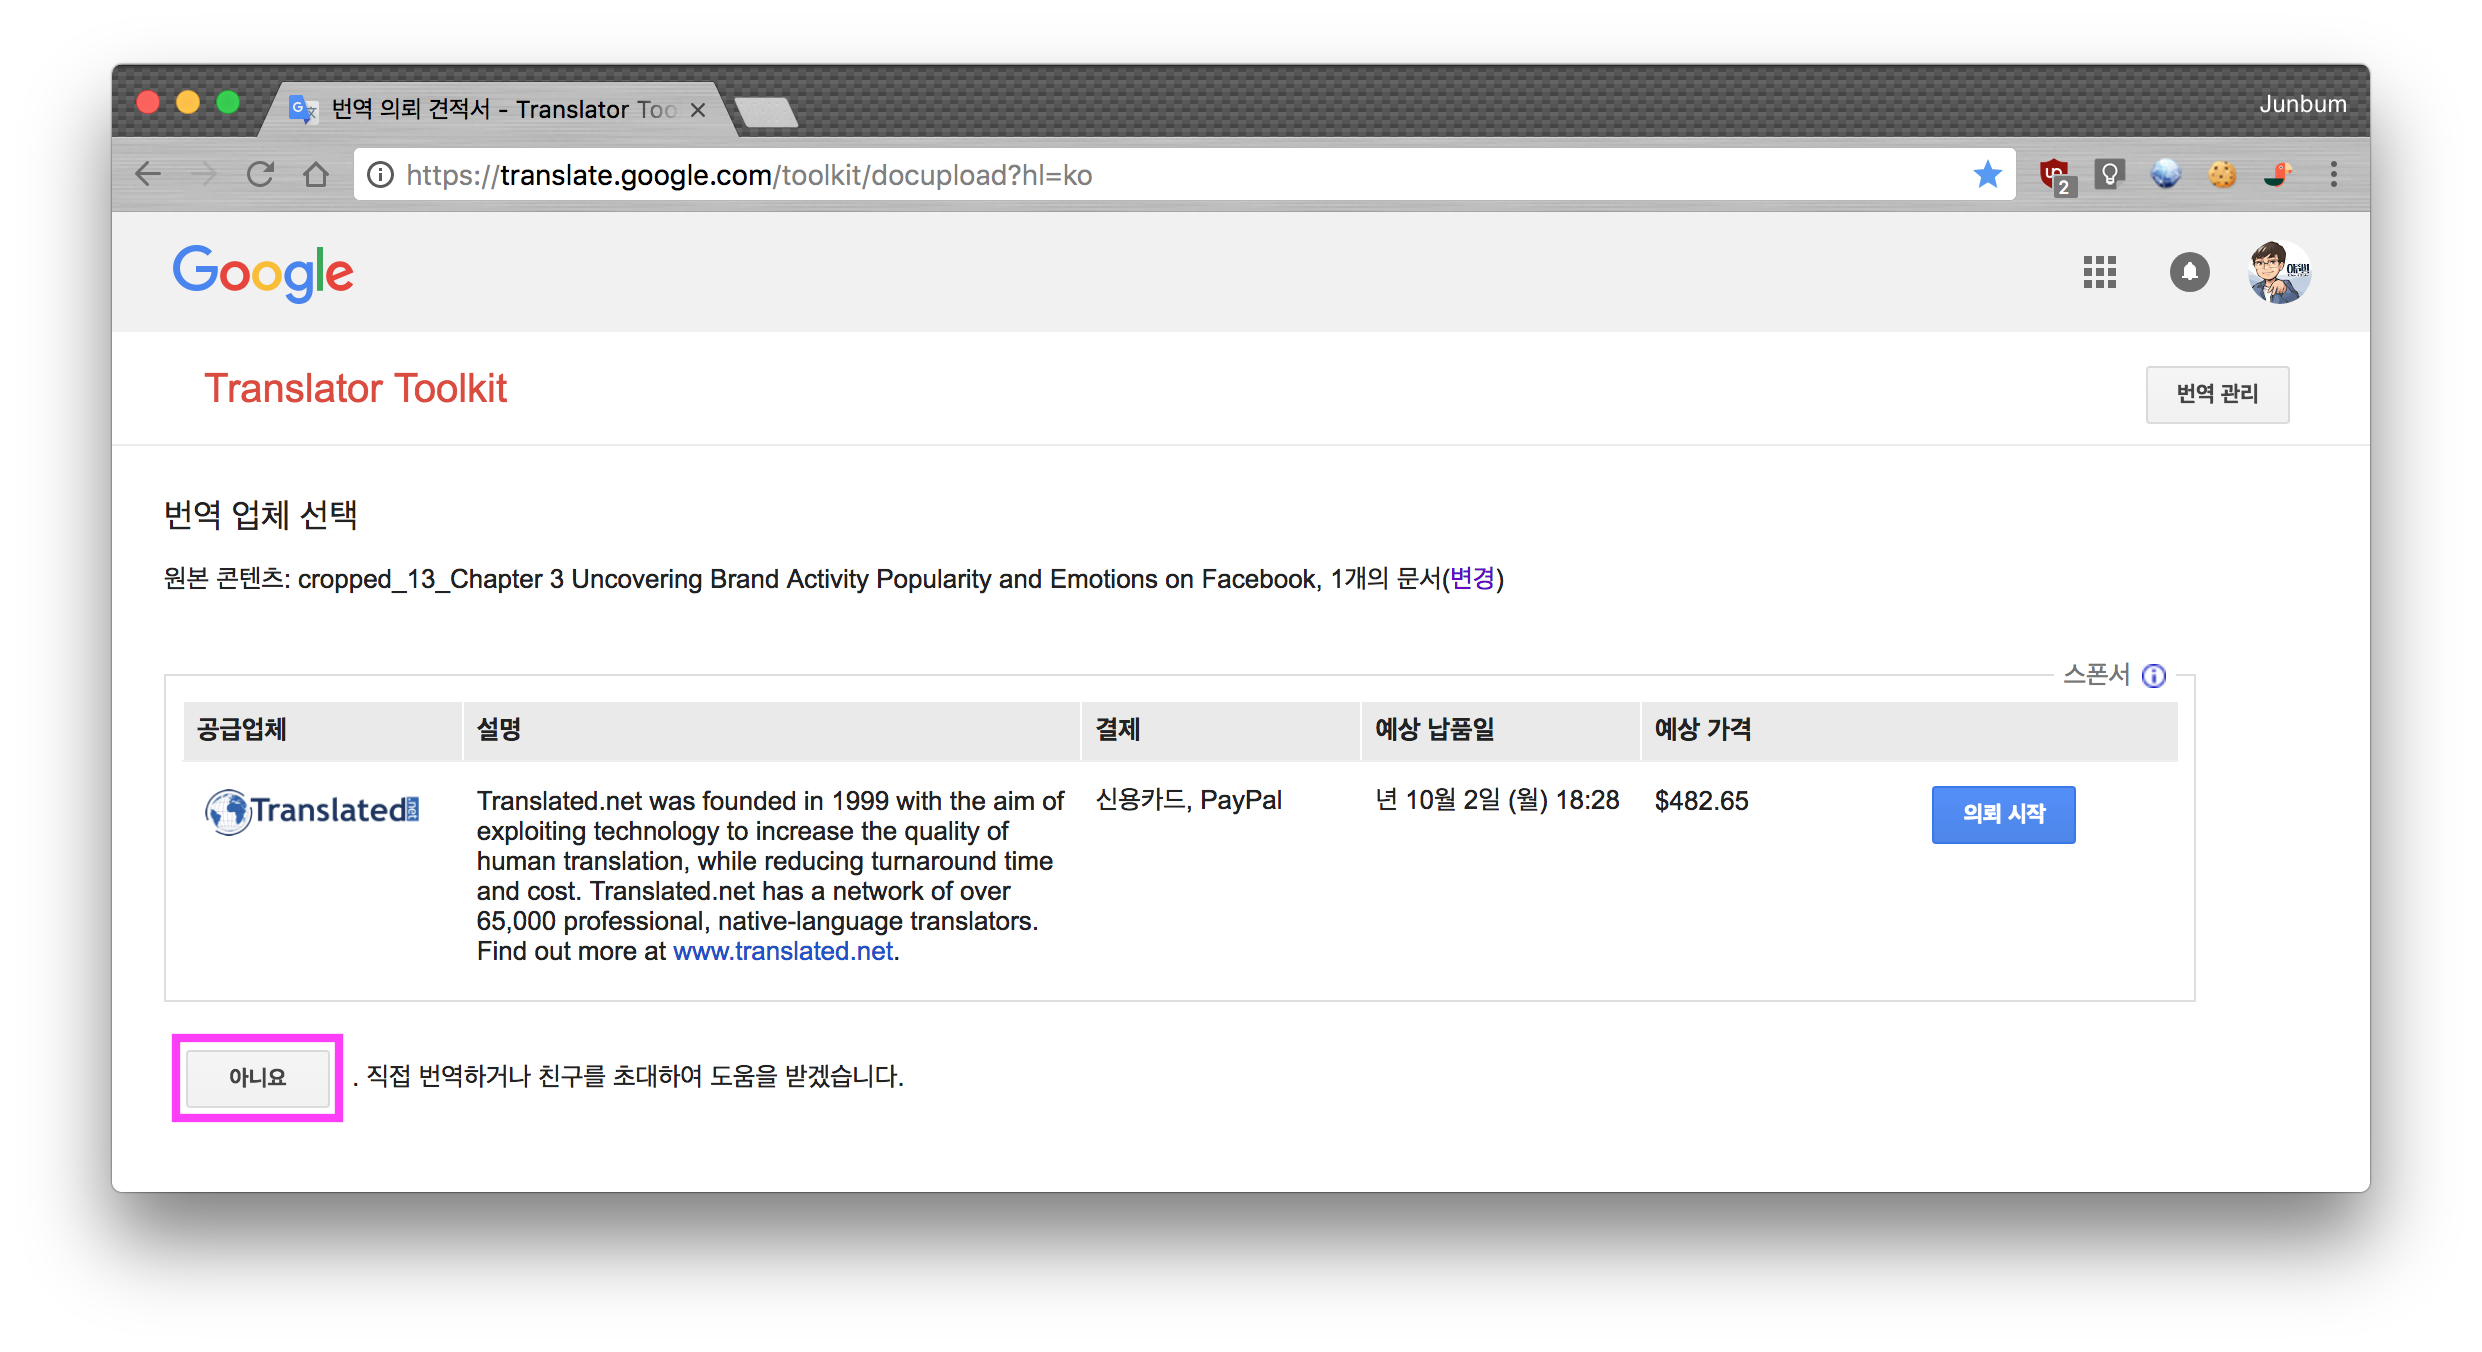 번역 의뢰 견적서 - Translator Too
Junbum
https://translate.google.com/toolkit/docupload?hl=ko
2
Google
Translator Toolkit
번역 관리
번역 업체 선택
원본 콘텐츠: cropped_13_Chapter 3 Uncovering Brand Activity Popularity and Emotions on Facebook, 1개의 문서(변경)
스폰서
공급업체 설명 결제 예상 납품일 예상 가격
Translated.net
Translated.net was founded in 1999 with the aim of
exploiting technology to increase the quality of
human translation, while reducing turnaround time
and cost. Translated.net has a network of over
65,000 professional, native-language translators.
Find out more at www.translated.net.
신용카드, PayPal
년 10월 2일 (월) 18:28
$482.65
의뢰 시작
아니요 . 직접 번역하거나 친구를 초대하여 도움을 받겠습니다.